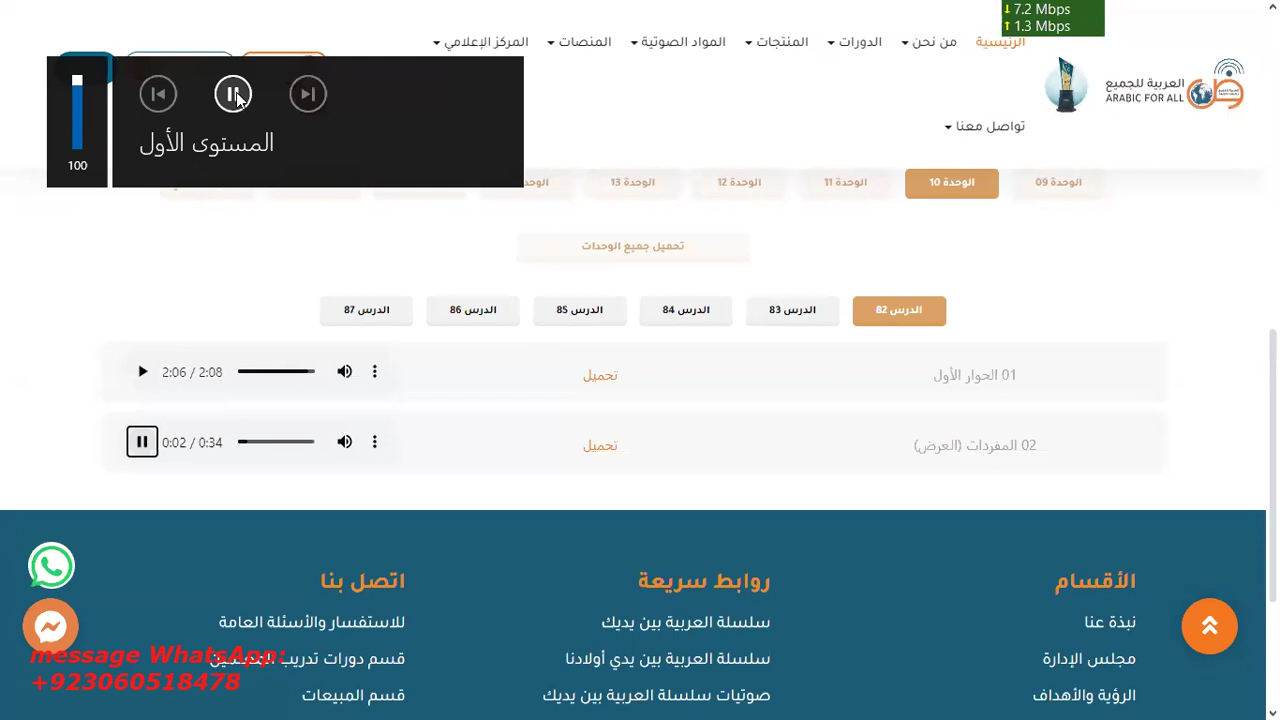 ↓ 7.2 Mbps
↑ 1.3 Mbps
الرئيسية
من نحن
الدورات
المنتجات
المواد الصوتية
المنصات
المركز الإعلامي
العربية للجميع
ARABIC FOR ALL
تواصل معنا
المستوى الأول
100
الوحدة 09
الوحدة 10
الوحدة 11
الوحدة 12
الوحدة 13
تحميل جميع الوحدات
الدرس 82
الدرس 83
الدرس 84
الدرس 85
الدرس 86
الدرس 87
01 الحوار الأول
تحميل
2:06 / 2:08
02 المفردات (العرض)
تحميل
0:02 / 0:34
الأقسام
نبذة عنا
مجلس الإدارة
الرؤية والأهداف
روابط سريعة
سلسلة العربية بين يديك
سلسلة العربية بين يدي أولادنا
صوتيات سلسلة العربية بين يديك
اتصل بنا
للاستفسار والأسئلة العامة
قسم دورات تدريب المعلمين
قسم المبيعات
message WhatsApp:
+923060518478